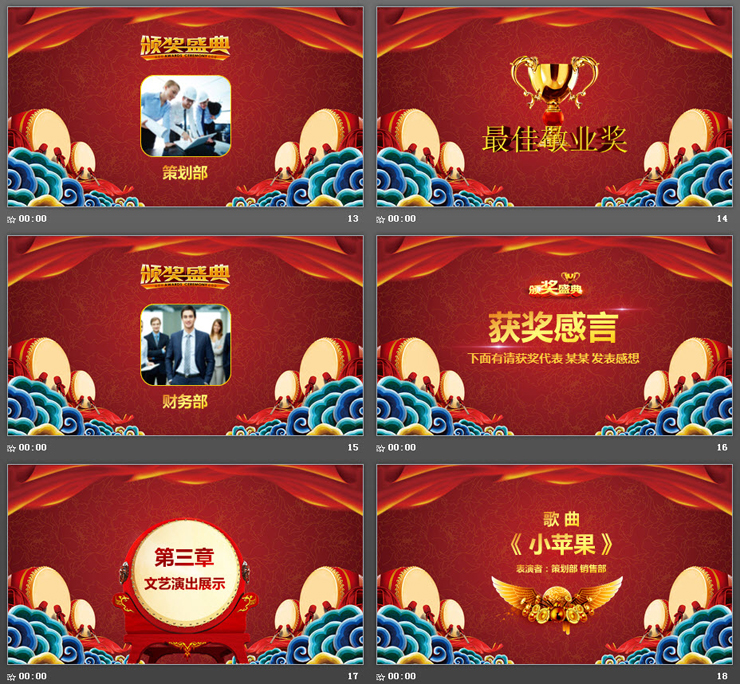 颁奖盛典
策划部
00:00
13
最佳敬业奖
00:00
14
颁奖盛典
财务部
00:00
15
颁奖盛典
获奖感言
下面有请获奖代表 某某 发表感想
00:00
16
第三章
文艺演出展示
00:00
17
歌 曲
《 小苹果 》
表演者：策划部 销售部
00:00
18